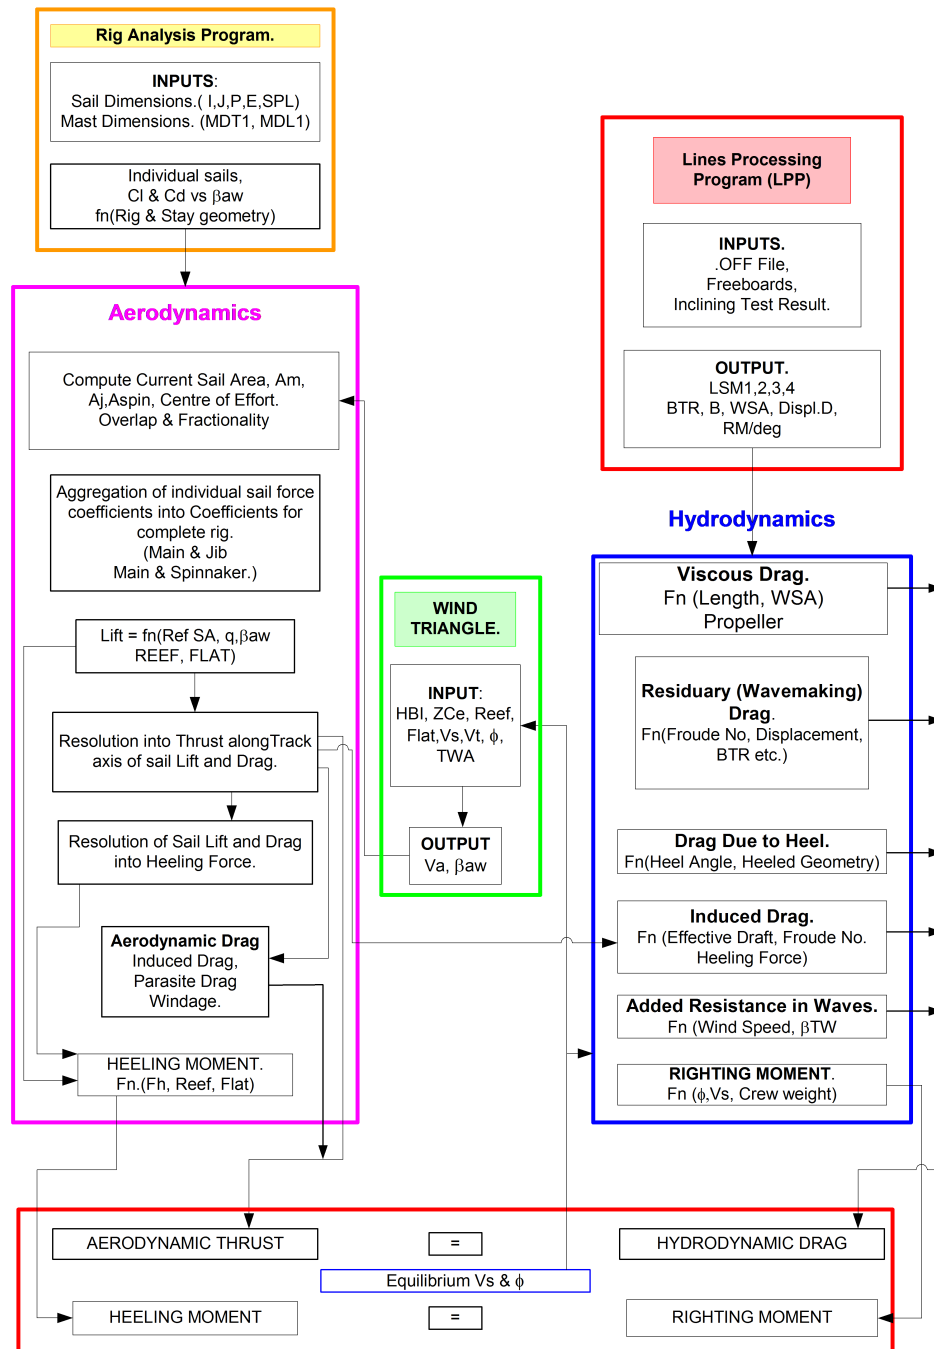 Rig Analysis Program.
INPUTS:
Sail Dimensions.( I,J,P,E,SPL)
Mast Dimensions. (MDT1, MDL1)
Individual sails,
Cl & Cd vs βaw
fn(Rig & Stay geometry)
Lines Processing
Program (LPP)
INPUTS.
.OFF File,
Freeboards,
Inclining Test Result.
OUTPUT.
LSM1,2,3,4
BTR, B, WSA, Displ.D,
RM/deg
Aerodynamics
Compute Current Sail Area, Am,
Aj,Aspin, Centre of Effort.
Overlap & Fractionality
Aggregation of individual sail force
coefficients into Coefficients for
complete rig.
(Main & Jib
Main & Spinnaker.)
Lift = fn(Ref SA, q,βaw
REEF, FLAT)
Resolution into Thrust alongTrack
axis of sail Lift and Drag.
Resolution of Sail Lift and Drag
into Heeling Force.
Aerodynamic Drag
Induced Drag,
Parasite Drag
Windage.
HEELING MOMENT.
Fn.(Fh, Reef, Flat)
WIND
TRIANGLE.
INPUT:
HBI, ZCe, Reef,
Flat,Vs,Vt, ϕ,
TWA
OUTPUT
Va, βaw
Hydrodynamics
Viscous Drag.
Fn (Length, WSA)
Propeller
Residuary (Wavemaking)
Drag.
Fn(Froude No, Displacement,
BTR etc.)
Drag Due to Heel.
Fn(Heel Angle, Heeled Geometry)
Induced Drag.
Fn (Effective Draft, Froude No.
Heeling Force)
Added Resistance in Waves.
Fn (Wind Speed, βTW
RIGHTING MOMENT.
Fn (ϕ,Vs, Crew weight)
AERODYNAMIC THRUST
=
HYDRODYNAMIC DRAG
Equilibrium Vs & ϕ
HEELING MOMENT
=
RIGHTING MOMENT